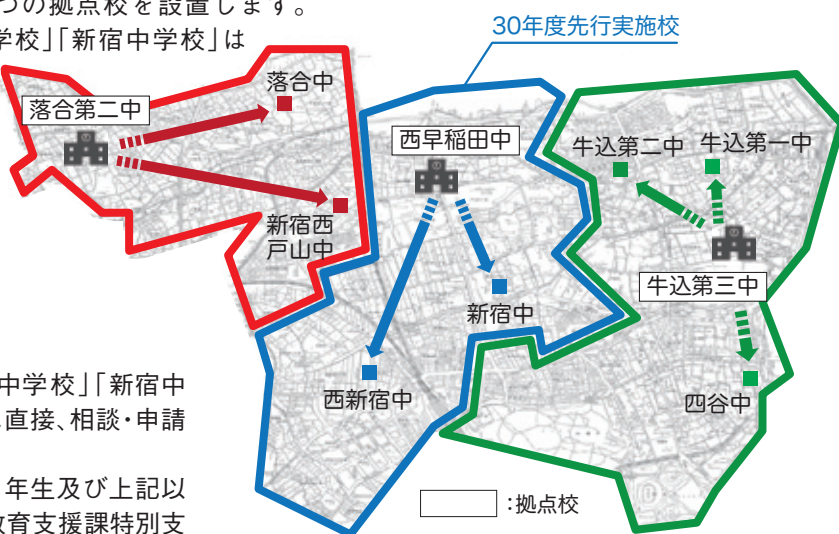 つの拠点校を設置します。
学校」「新宿中学校」は
30年度先行実施校
落合第二中
落合中
新宿西
戸山中
西早稲田中
新宿中
西新宿中
牛込第二中
牛込第一中
牛込第三中
四谷中
中学校」「新宿中
直接、相談・申請
年生及び上記以
教育支援課特別支
:拠点校